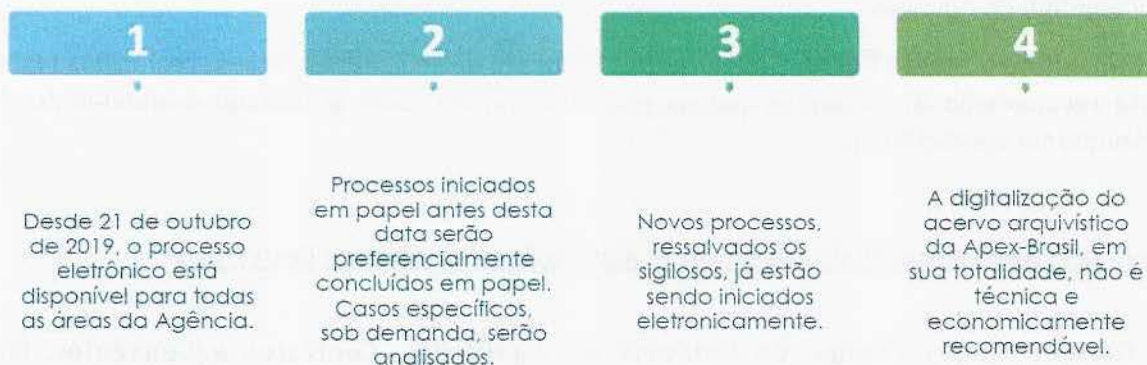 1
Desde 21 de outubro
de 2019, o processo
eletrônico está
disponível para todas
as áreas da Agência.
2
Processos iniciados
em papel antes desta
data serão
preferencialmente
concluídos em papel.
Casos específicos,
sob demanda, serão
analisados.
3
Novos processos,
ressalvados os
sigilosos, já estão
sendo iniciados
eletronicamente.
4
A digitalização do
acervo arquivístico
da Apex-Brasil, em
sua totalidade, não é
técnica e
economicamente
recomendável.